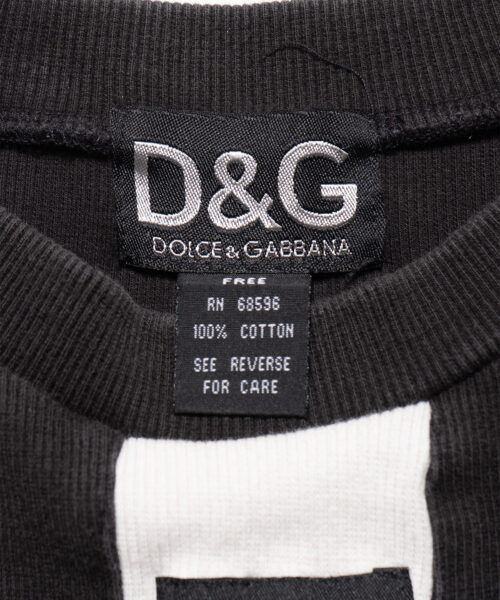 D&G
DOLCE & GABBANA
FREE
RN 68596
100% COTTON
SEE REVERSE
FOR CARE